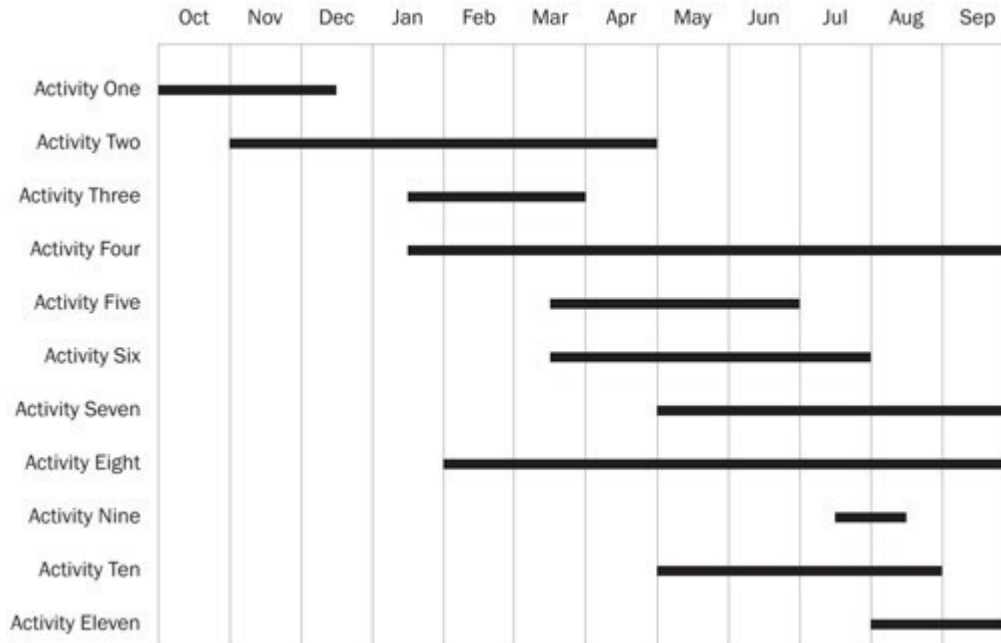 Oct Nov Dec Jan Feb Mar Apr May Jun Jul Aug Sep
Activity One
Activity Two
Activity Three
Activity Four
Activity Five
Activity Six
Activity Seven
Activity Eight
Activity Nine
Activity Ten
Activity Eleven